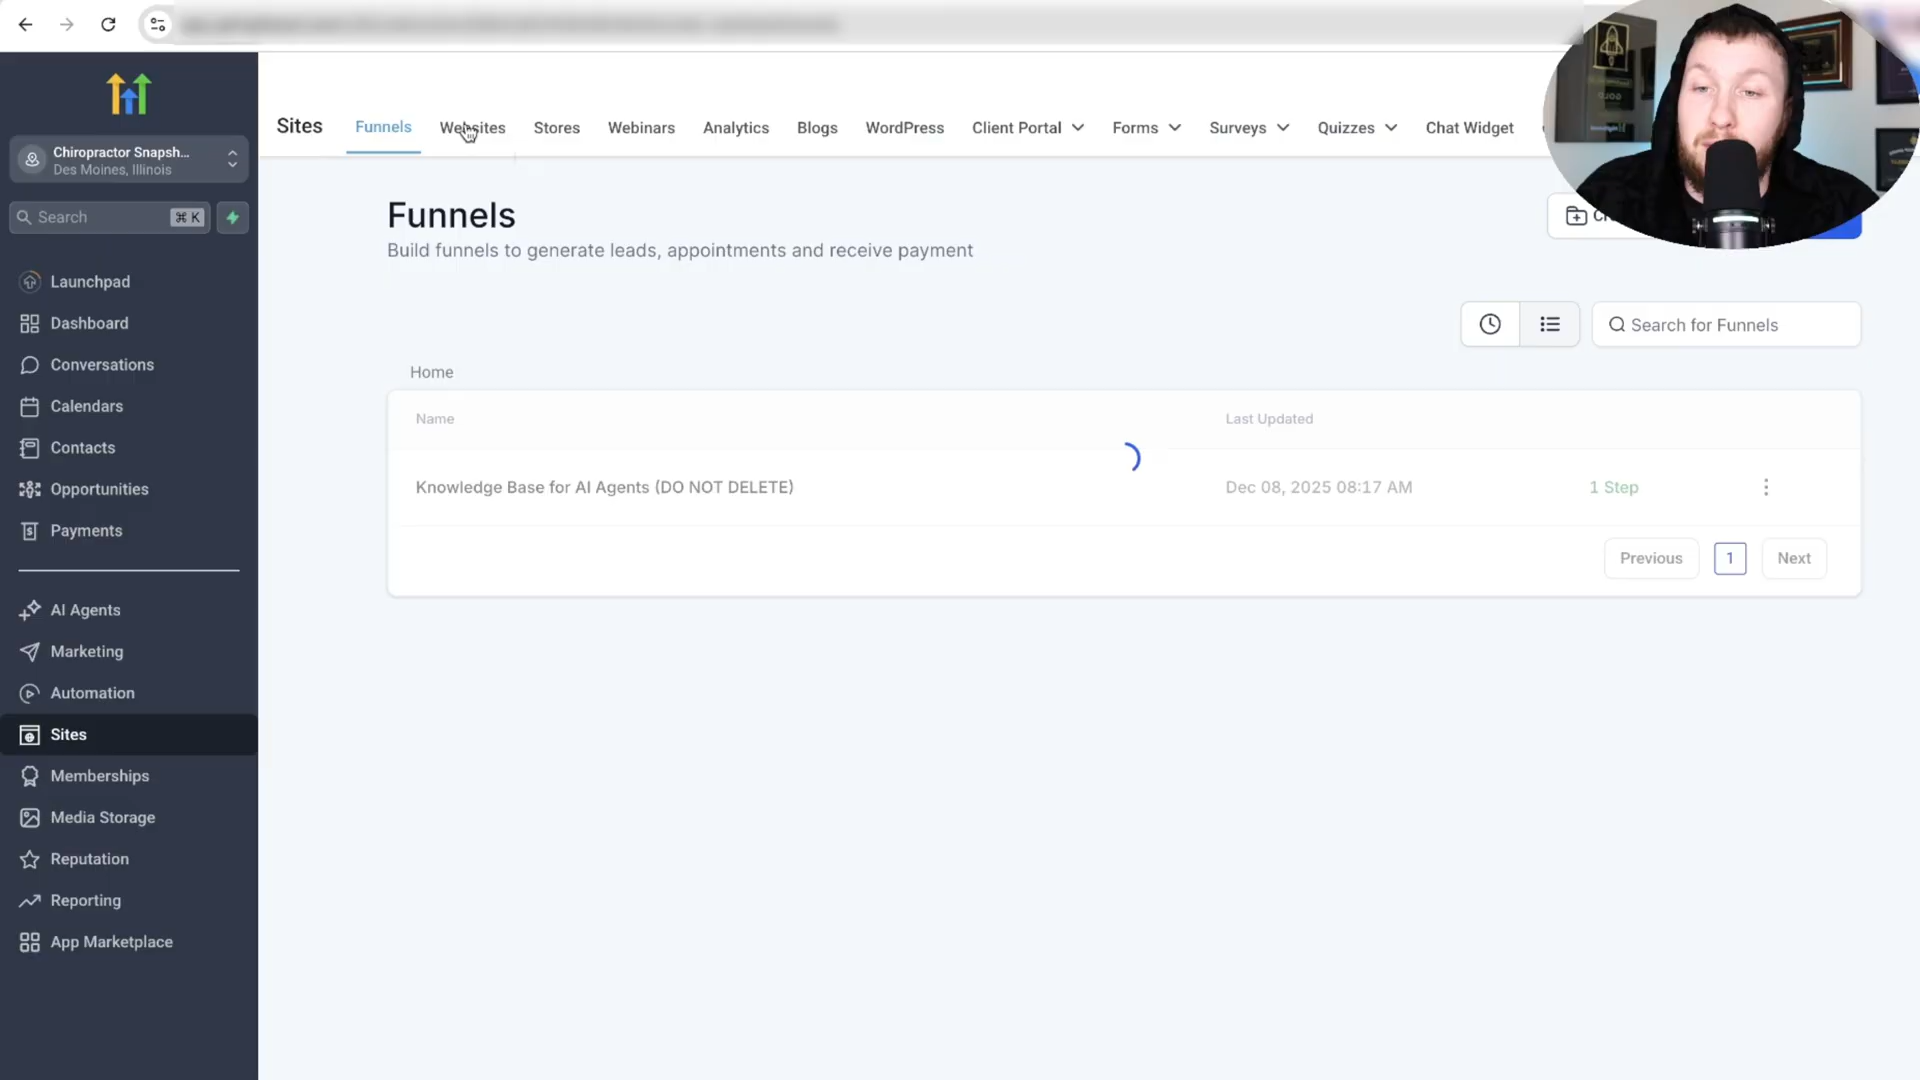 Chiropractor Snapsh...
Des Moines, Illinois
Search
⌘ K
Launchpad
Dashboard
Conversations
Calendars
Contacts
Opportunities
Payments
AI Agents
Marketing
Automation
Sites
Memberships
Media Storage
Reputation
Reporting
App Marketplace
Sites
Funnels
Websites
Stores
Webinars
Analytics
Blogs
WordPress
Client Portal
Forms
Surveys
Quizzes
Chat Widget
Funnels
Build funnels to generate leads, appointments and receive payment
Search for Funnels
Home
Name
Last Updated
Knowledge Base for AI Agents (DO NOT DELETE)
Dec 08, 2025 08:17 AM
1 Step
Previous
1
Next